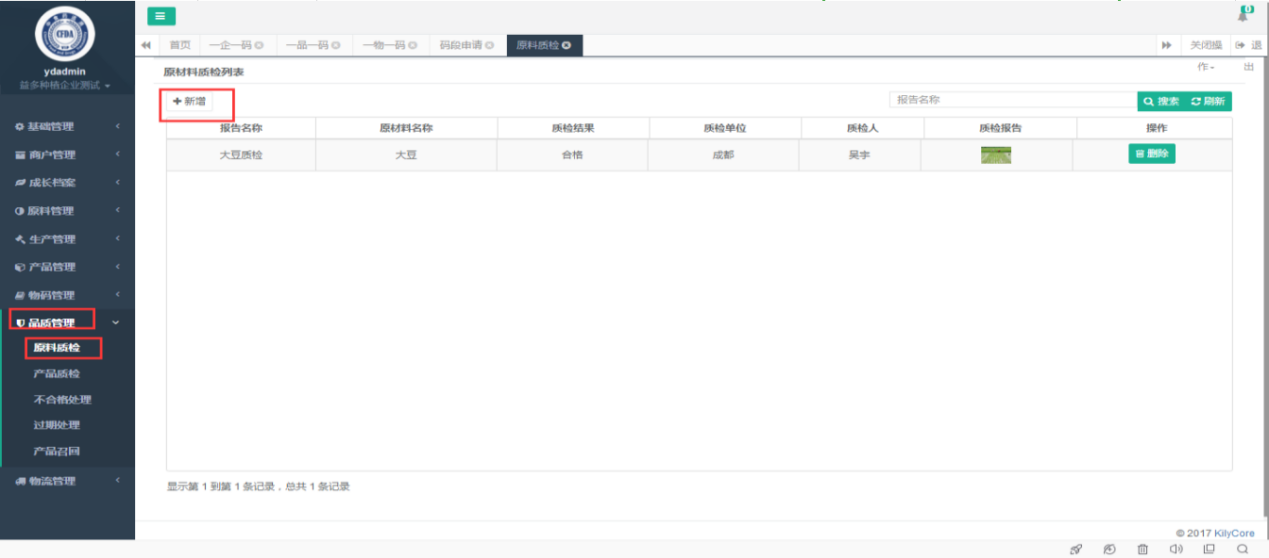 CFDA
ydadmin
益多种植企业测试
基础管理
商户管理
成长档案
原料管理
生产管理
产品管理
物码管理
品质管理
原料质检
产品质检
不合格处理
过期处理
产品召回
物流管理
0
首页 一企一码 一品一码 一物一码 码段申请 原料质检 关闭操作 退出
原材料质检列表
+ 新增 报告名称 搜索 刷新
报告名称 原材料名称 质检结果 质检单位 质检人 质检报告 操作
大豆质检 大豆 合格 成都 吴宇 删除
显示第 1 到第 1 条记录，总共 1 条记录
© 2017 KilyCore